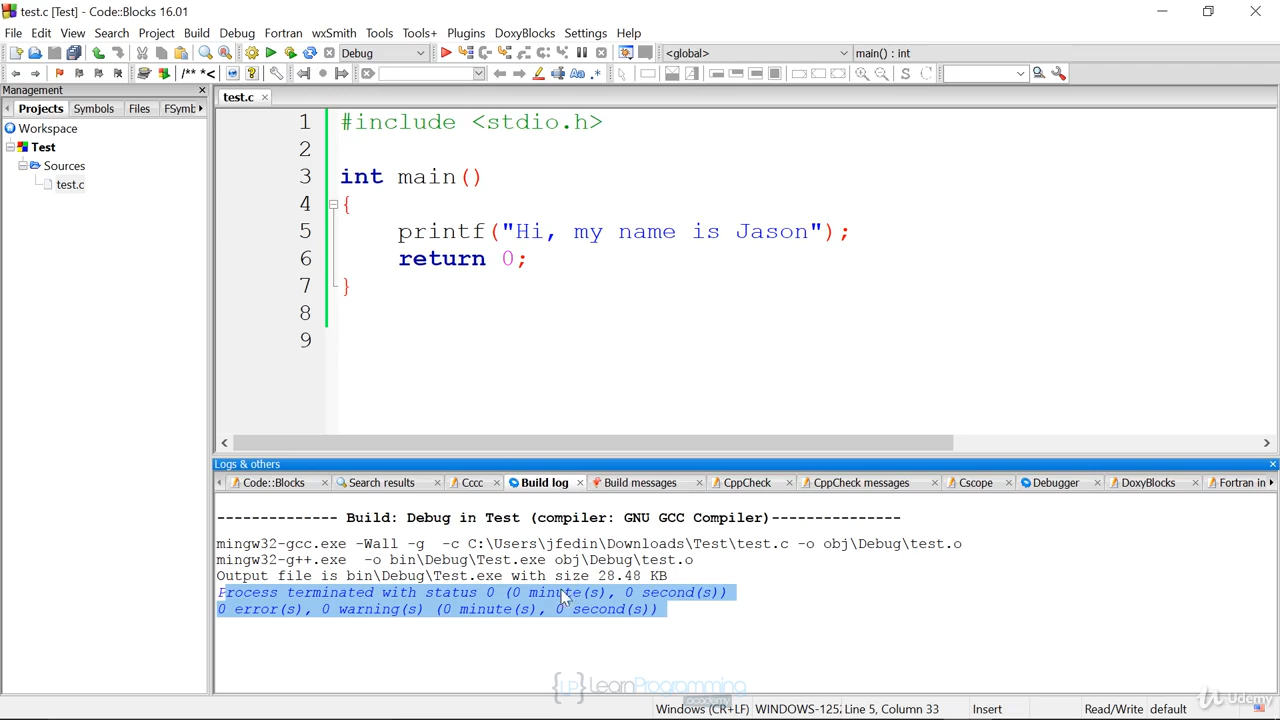 test.c [Test] - Code::Blocks 16.01
File Edit View Search Project Build Debug Fortran wxSmith Tools Tools+ Plugins DoxyBlocks Settings Help
Debug <global> main() : int
/** *< Aa .* S C
Management
Projects Symbols Files FSymb
Workspace
Test
Sources
test.c
test.c
1 #include <stdio.h>
2
3 int main()
4 {
5 printf("Hi, my name is Jason");
6 return 0;
7 }
8
9
Logs & others
Code::Blocks Search results Cccc Build log Build messages CppCheck CppCheck messages Cscope Debugger DoxyBlocks Fortran in
-------------- Build: Debug in Test (compiler: GNU GCC Compiler)---------------
mingw32-gcc.exe -Wall -g -c C:\Users\jfedin\Downloads\Test\test.c -o obj\Debug\test.o
mingw32-g++.exe -o bin\Debug\Test.exe obj\Debug\test.o
Output file is bin\Debug\Test.exe with size 28.48 KB
Process terminated with status 0 (0 minute(s), 0 second(s))
0 error(s), 0 warning(s) (0 minute(s), 0 second(s))
{LP} LearnProgramming
academy
Udemy
Windows (CR+LF) WINDOWS-125 Line 5, Column 33 Insert Read/Write default